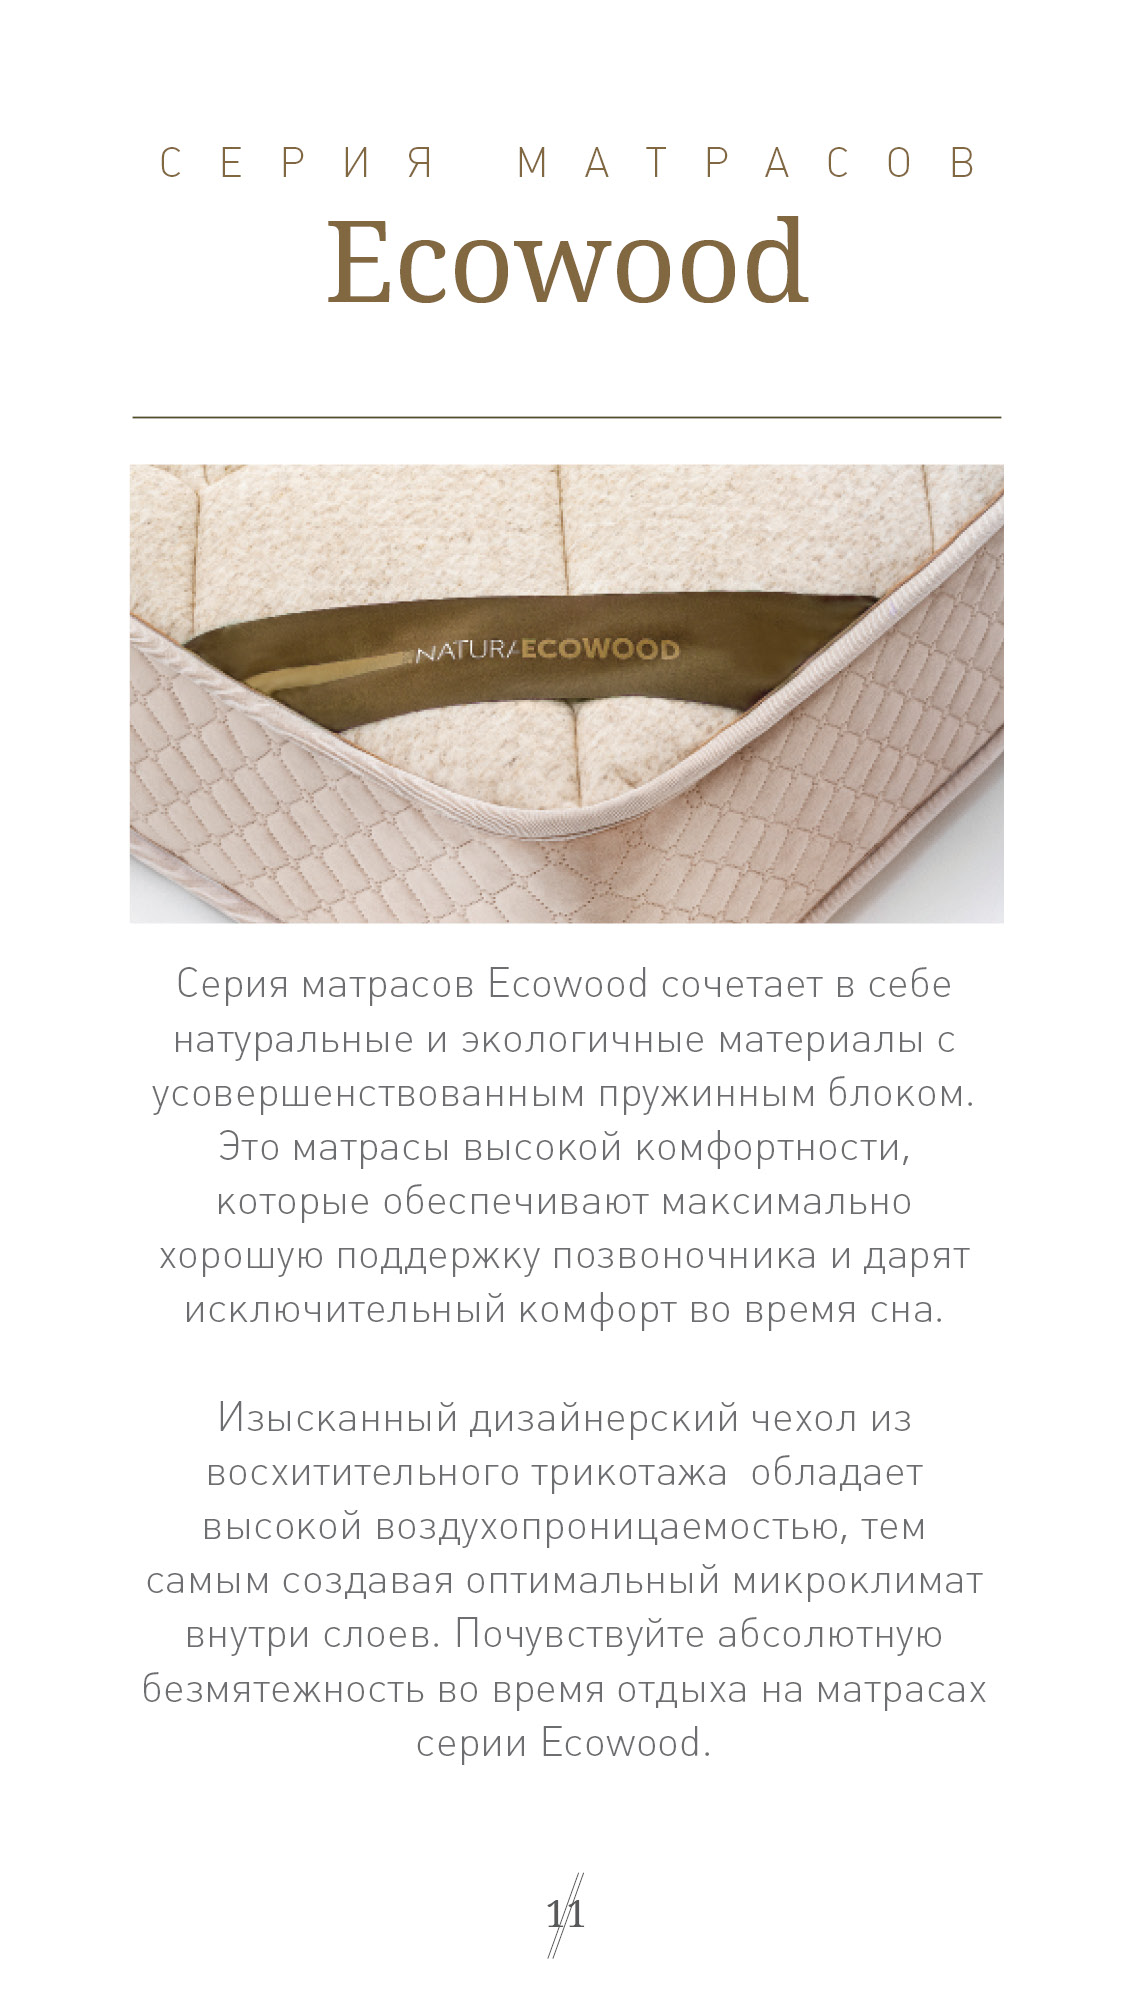 СЕРИЯ МАТРАСОВ
Ecowood
NATURA ECOWOOD
Серия матрасов Ecowood сочетает в себе
натуральные и экологичные материалы с
усовершенствованным пружинным блоком.
Это матрасы высокой комфортности,
которые обеспечивают максимально
хорошую поддержку позвоночника и дарят
исключительный комфорт во время сна.
Изысканный дизайнерский чехол из
восхитительного трикотажа  обладает
высокой воздухопроницаемостью, тем
самым создавая оптимальный микроклимат
внутри слоев. Почувствуйте абсолютную
безмятежность во время отдыха на матрасах
серии Ecowood.
11